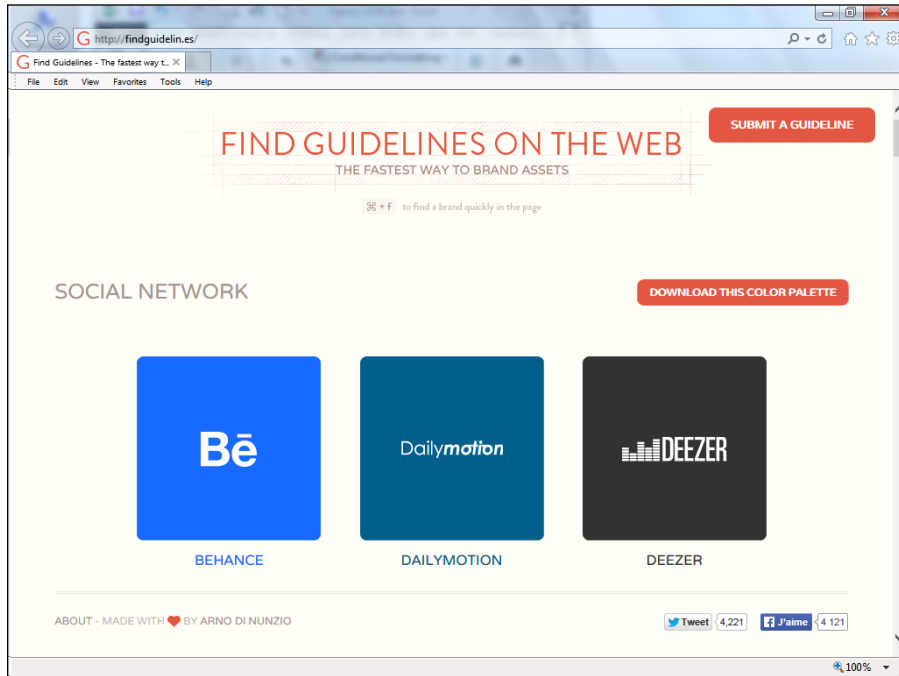 http://findguidelin.es/
Find Guidelines - The fastest way t...
File Edit View Favorites Tools Help
SUBMIT A GUIDELINE
FIND GUIDELINES ON THE WEB
THE FASTEST WAY TO BRAND ASSETS
⌘ + f to find a brand quickly in the page
SOCIAL NETWORK
DOWNLOAD THIS COLOR PALETTE
Bē
Dailymotion
DEEZER
BEHANCE
DAILYMOTION
DEEZER
ABOUT - MADE WITH ❤ BY ARNO DI NUNZIO
Tweet 4,221
J'aime 4 121
100%